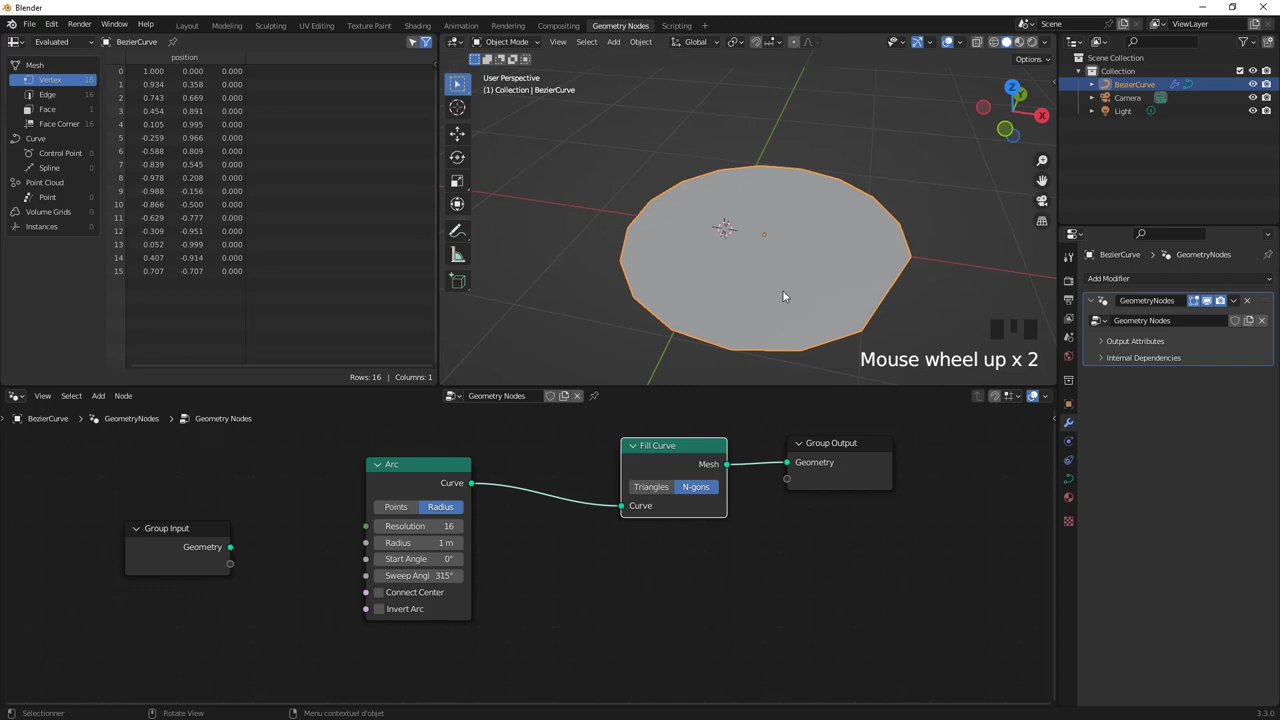 Blender
File Edit Render Window Help Layout Modeling Sculpting UV Editing Texture Paint Shading Animation Rendering Compositing Geometry Nodes Scripting + Scene ViewLayer
Evaluated BezierCurve
position
Mesh
Vertex 16
Edge 16
Face 1
Face Corner 16
Curve
Control Point 0
Spline 0
Point Cloud
Point 0
Volume Grids 0
Instances 0
0 1.000 0.000 0.000
1 0.934 0.358 0.000
2 0.743 0.669 0.000
3 0.454 0.891 0.000
4 0.105 0.995 0.000
5 -0.259 0.966 0.000
6 -0.588 0.809 0.000
7 -0.839 0.545 0.000
8 -0.978 0.208 0.000
9 -0.988 -0.156 0.000
10 -0.866 -0.500 0.000
11 -0.629 -0.777 0.000
12 -0.309 -0.951 0.000
13 0.052 -0.999 0.000
14 0.407 -0.914 0.000
15 0.707 -0.707 0.000
Rows: 16 | Columns: 1
Object Mode View Select Add Object Global
Options
User Perspective
(1) Collection | BezierCurve
Z
Y
X
Mouse wheel up x 2
Scene Collection
Collection
BezierCurve
Camera
Light
BezierCurve > GeometryNodes
Add Modifier
GeometryNodes
Geometry Nodes
Output Attributes
Internal Dependencies
View Select Add Node Geometry Nodes
BezierCurve > GeometryNodes > Geometry Nodes
Group Input
Geometry
Arc
Curve
Points Radius
Resolution 16
Radius 1 m
Start Angle 0°
Sweep Angl 315°
Connect Center
Invert Arc
Fill Curve
Mesh
Triangles N-gons
Curve
Group Output
Geometry
Sélectionner Rotate View Menu contextuel d'objet 3.3.0